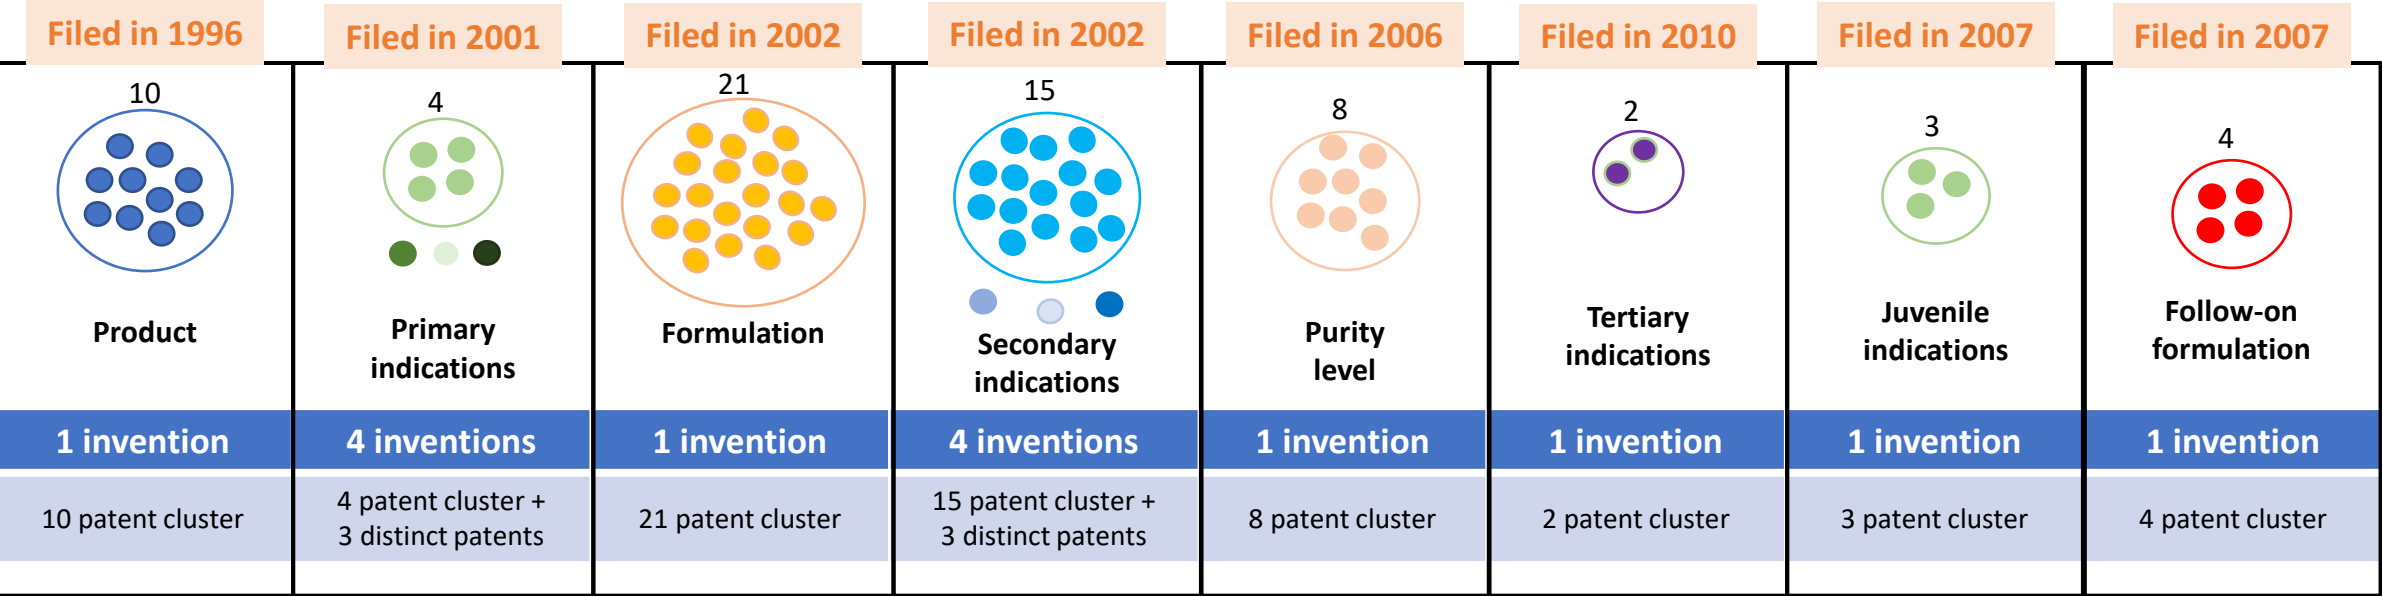 Filed in 1996
10
Product
1 invention
10 patent cluster
Filed in 2001
4
Primary
indications
4 inventions
4 patent cluster +
3 distinct patents
Filed in 2002
21
Formulation
1 invention
21 patent cluster
Filed in 2002
15
Secondary
indications
4 inventions
15 patent cluster +
3 distinct patents
Filed in 2006
8
Purity
level
1 invention
8 patent cluster
Filed in 2010
2
Tertiary
indications
1 invention
2 patent cluster
Filed in 2007
3
Juvenile
indications
1 invention
3 patent cluster
Filed in 2007
4
Follow-on
formulation
1 invention
4 patent cluster